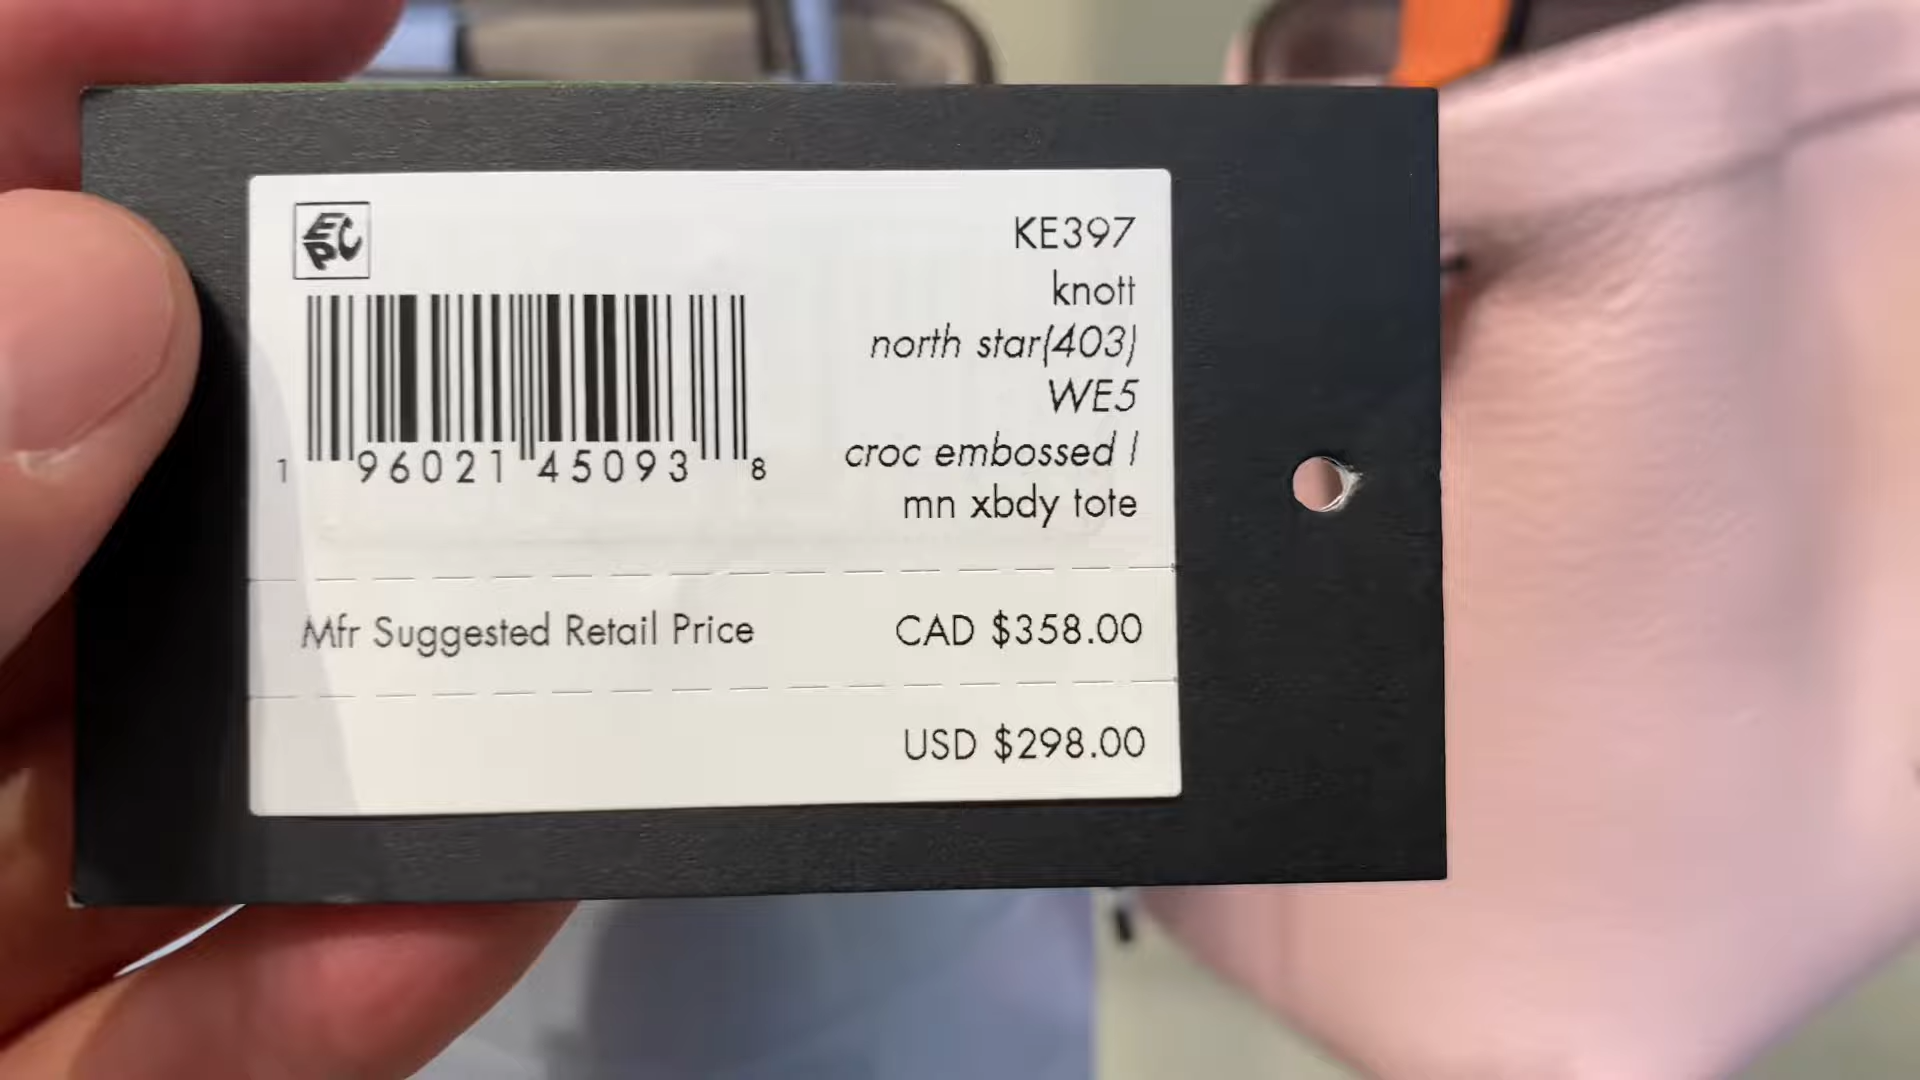 EPC
KE397
knott
north star(403)
WE5
croc embossed l
mn xbdy tote
1 96021 45093 8
Mfr Suggested Retail Price CAD $358.00
USD $298.00